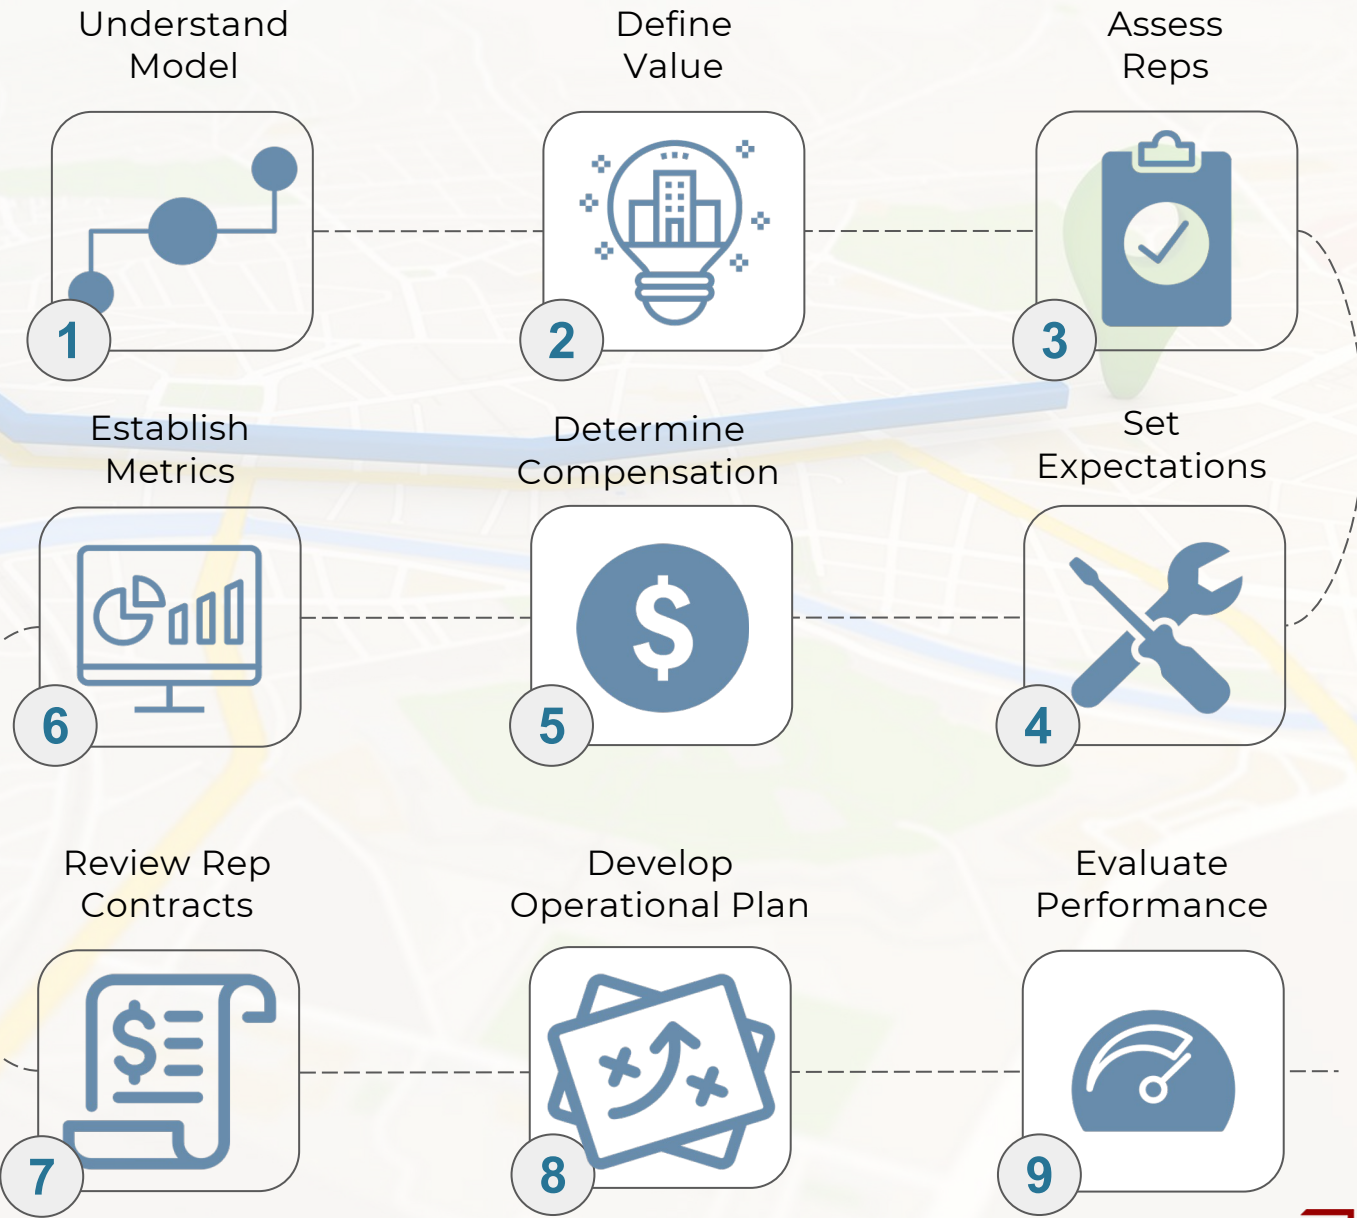 Understand
Model
Define
Value
Assess
Reps
1
2
3
Establish
Metrics
Determine
Compensation
Set
Expectations
$
6
5
4
Review Rep
Contracts
Develop
Operational Plan
Evaluate
Performance
$
7
8
9